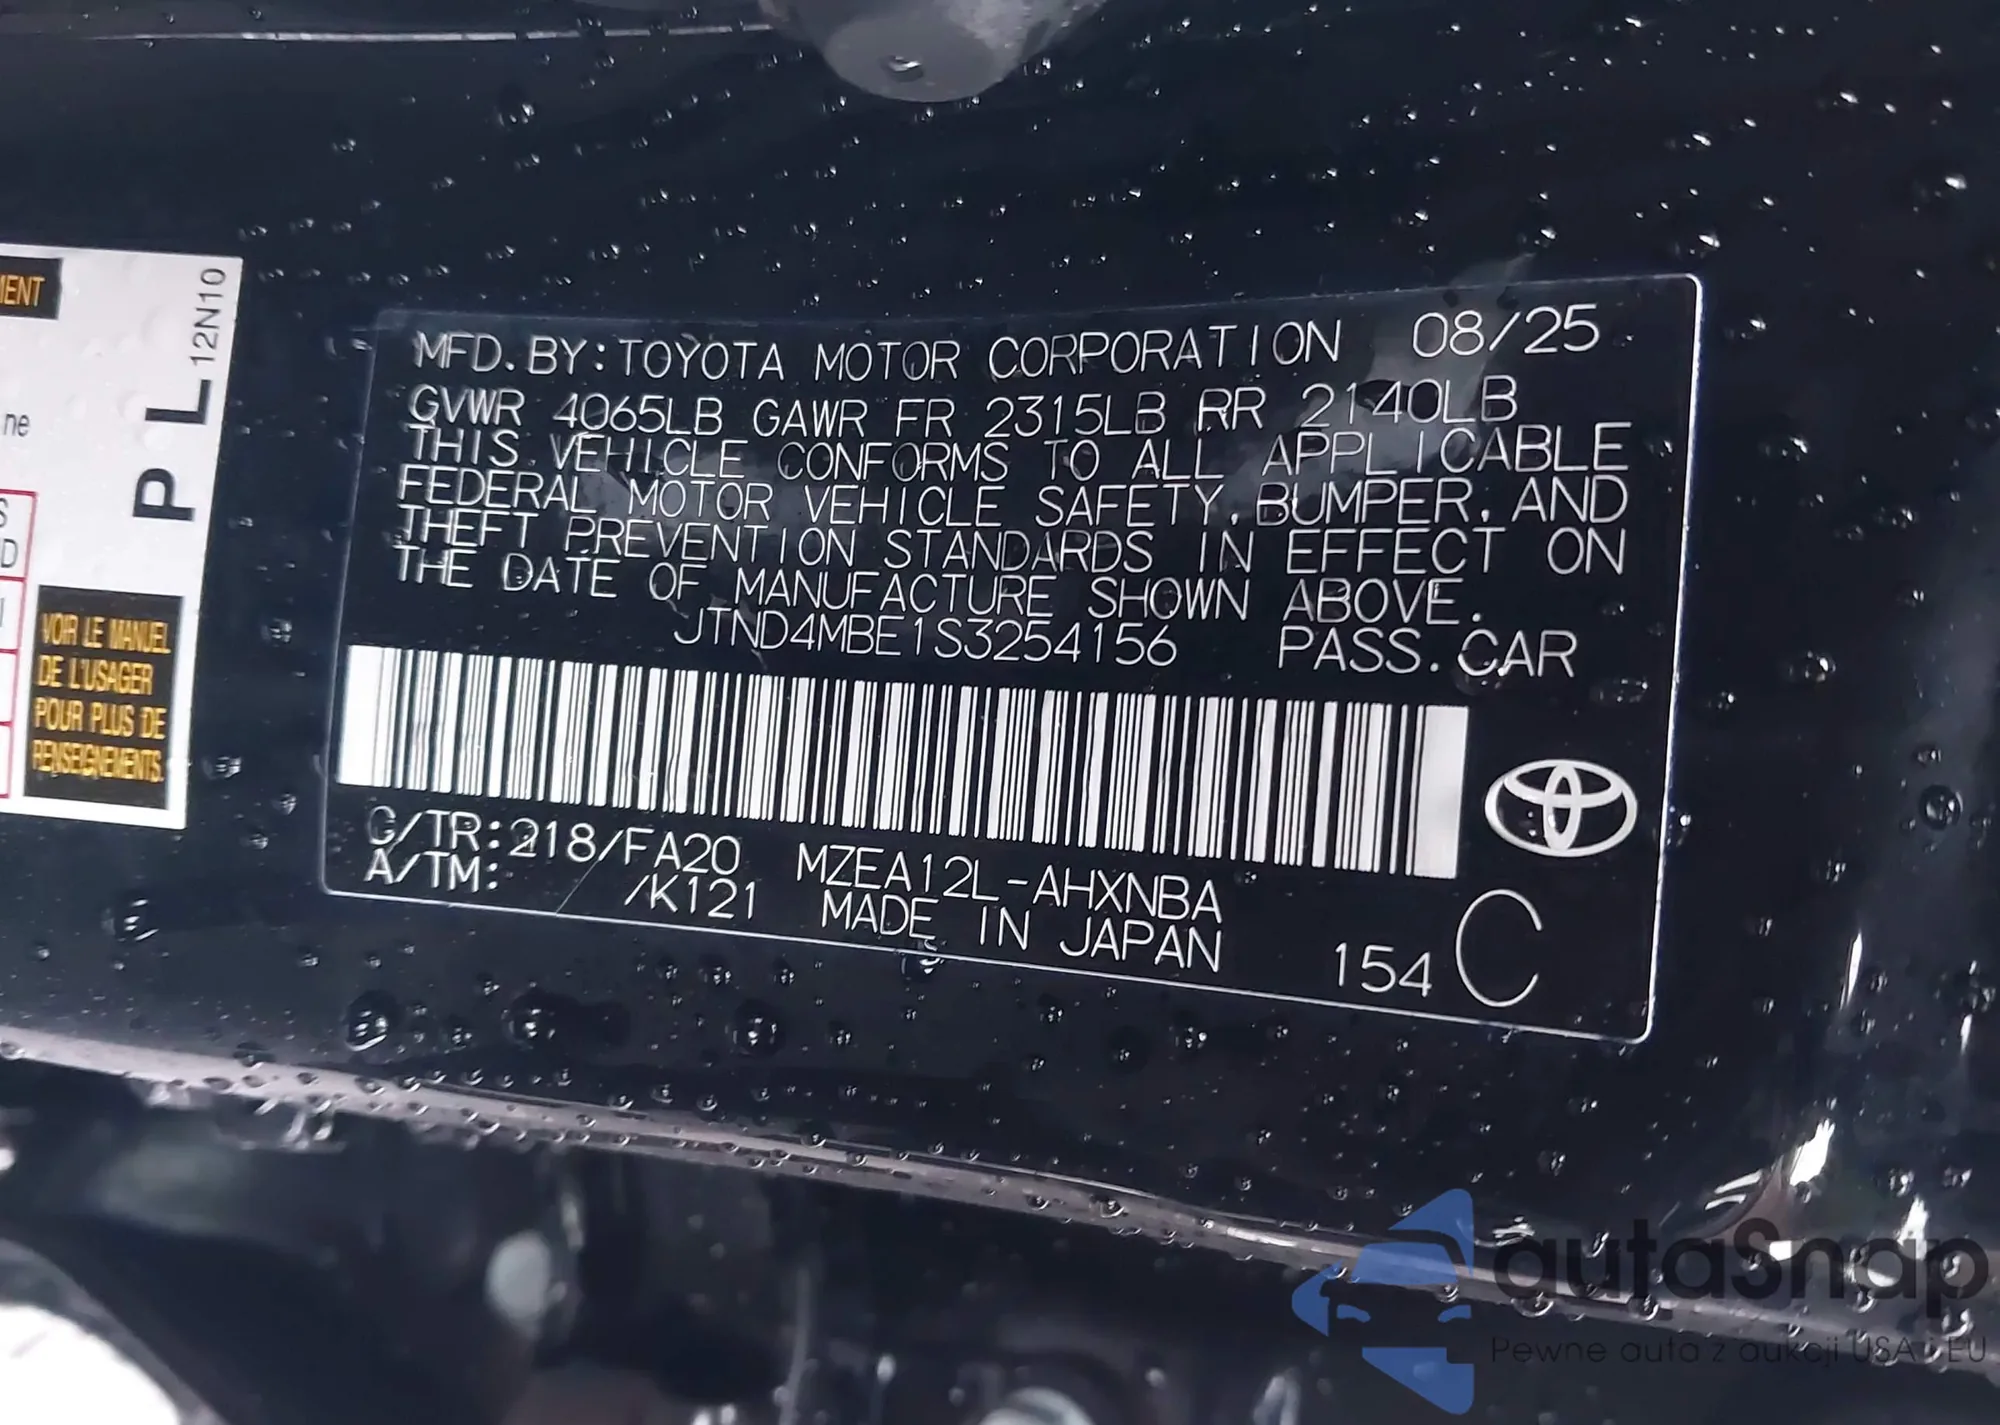 MENT
ne
S
D
PL 12N10
VOIR LE MANUEL
DE L'USAGER
POUR PLUS DE
RENSEIGNEMENTS.
MFD. BY: TOYOTA MOTOR CORPORATION 08/25
GVWR 4065LB GAWR FR 2315LB RR 2140LB
THIS VEHICLE CONFORMS TO ALL APPLICABLE
FEDERAL MOTOR VEHICLE SAFETY, BUMPER, AND
THEFT PREVENTION STANDARDS IN EFFECT ON
THE DATE OF MANUFACTURE SHOWN ABOVE.
JTND4MBE1S3254156 PASS. CAR
C/TR: 218/FA20 MZEA12L-AHXNBA
A/TM: /K121 MADE IN JAPAN
154 C
autaSnap
Pewne auta z aukcji USA i EU